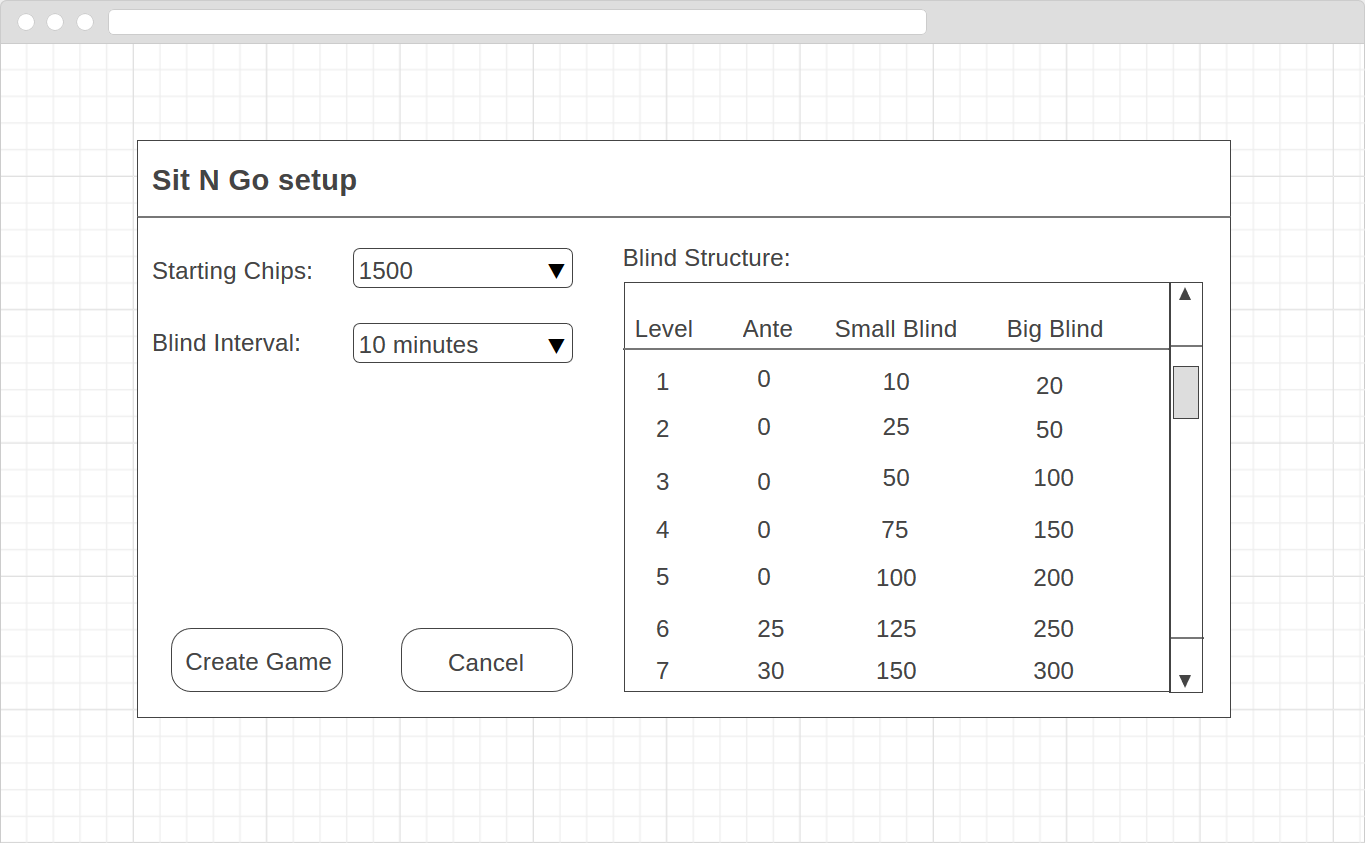 Sit N Go setup
Starting Chips: 1500 ▼
Blind Interval: 10 minutes ▼
Create Game
Cancel
Blind Structure:
Level Ante Small Blind Big Blind
1 0 10 20
2 0 25 50
3 0 50 100
4 0 75 150
5 0 100 200
6 25 125 250
7 30 150 300